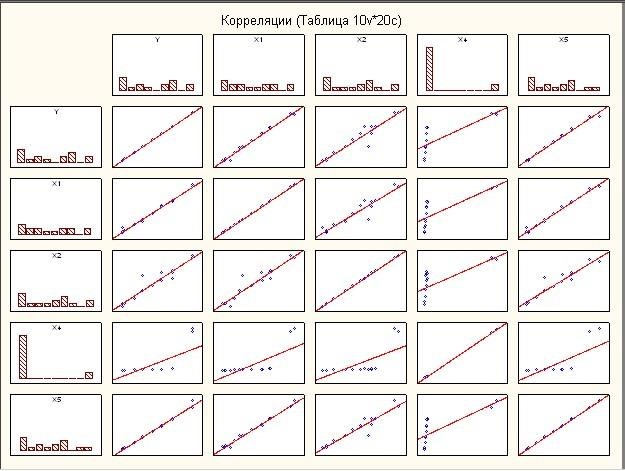 Корреляции (Таблица 10v*20c)
Y X1 X2 X4 X5
Y
X1
X2
X4
X5